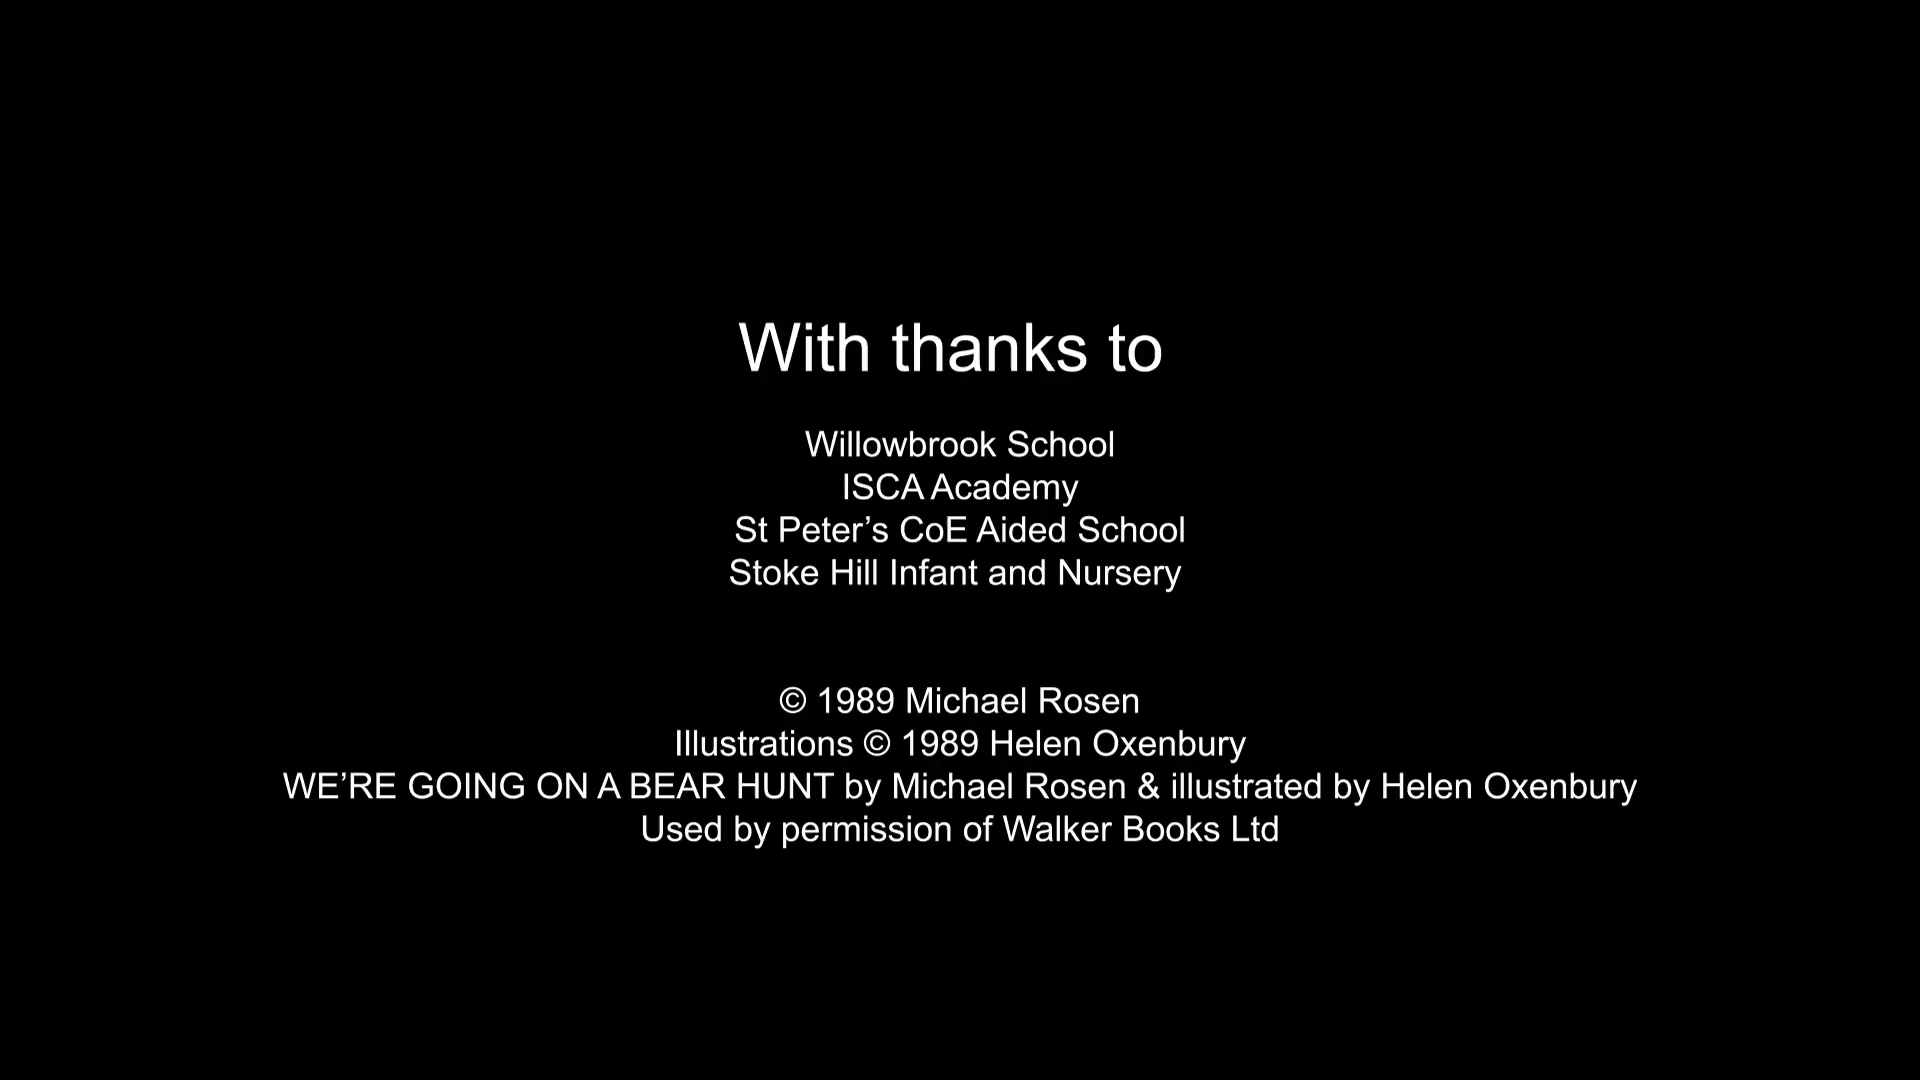 With thanks to
Willowbrook School
ISCA Academy
St Peter’s CoE Aided School
Stoke Hill Infant and Nursery
© 1989 Michael Rosen
Illustrations © 1989 Helen Oxenbury
WE’RE GOING ON A BEAR HUNT by Michael Rosen & illustrated by Helen Oxenbury
Used by permission of Walker Books Ltd